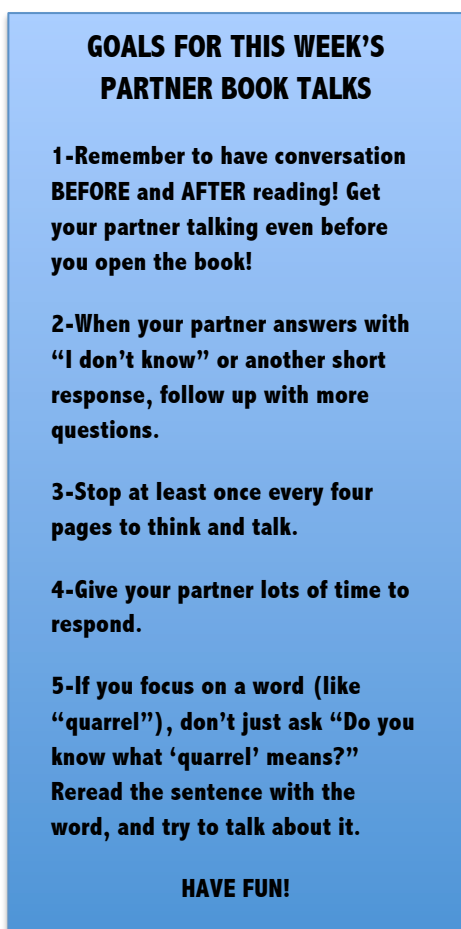 GOALS FOR THIS WEEK’S
PARTNER BOOK TALKS
1-Remember to have conversation
BEFORE and AFTER reading! Get
your partner talking even before
you open the book!
2-When your partner answers with
“I don’t know” or another short
response, follow up with more
questions.
3-Stop at least once every four
pages to think and talk.
4-Give your partner lots of time to
respond.
5-If you focus on a word (like
“quarrel”), don’t just ask “Do you
know what ‘quarrel’ means?”
Reread the sentence with the
word, and try to talk about it.
HAVE FUN!